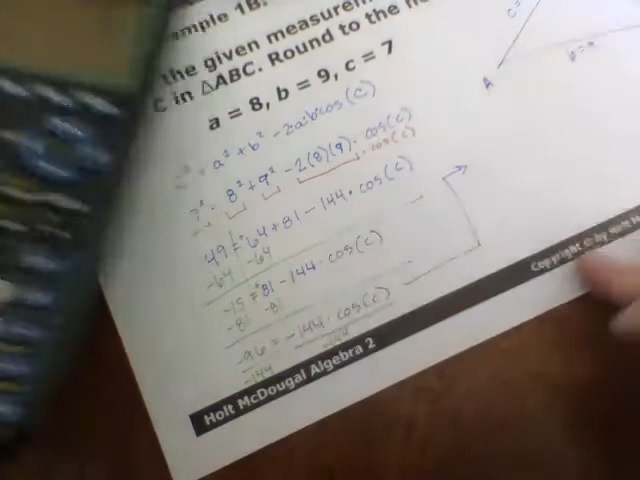 ample 1B:
the given measurem
C in △ABC. Round to the
a = 8, b = 9, c = 7
= a² + b² - 2abcos(C)
7² = 8² + 9² - 2(8)(9) · cos(C)
· cos(C)
49 = 64 + 81 - 144 · cos(C)
-64 -64
-15 = 81 - 144 · cos(C)
-81 -81
-96 = -144 · cos(C)
-144 -144
Holt McDougal Algebra 2
Copyright © by Holt
c =
A